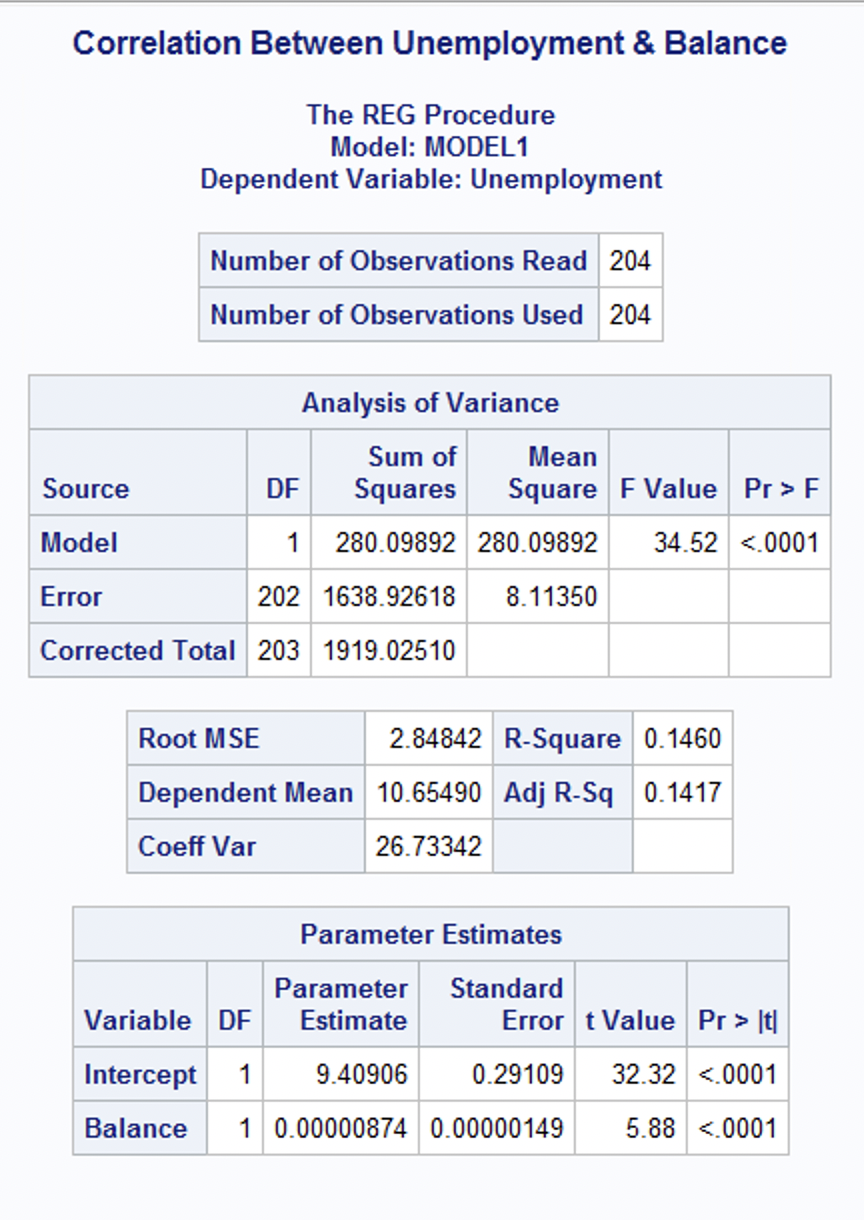 Correlation Between Unemployment & Balance
The REG Procedure
Model: MODEL1
Dependent Variable: Unemployment
Number of Observations Read 204
Number of Observations Used 204
Analysis of Variance
Source DF Sum of Squares Mean Square F Value Pr > F
Model 1 280.09892 280.09892 34.52 <.0001
Error 202 1638.92618 8.11350
Corrected Total 203 1919.02510
Root MSE 2.84842 R-Square 0.1460
Dependent Mean 10.65490 Adj R-Sq 0.1417
Coeff Var 26.73342
Parameter Estimates
Variable DF Parameter Estimate Standard Error t Value Pr > |t|
Intercept 1 9.40906 0.29109 32.32 <.0001
Balance 1 0.00000874 0.00000149 5.88 <.0001